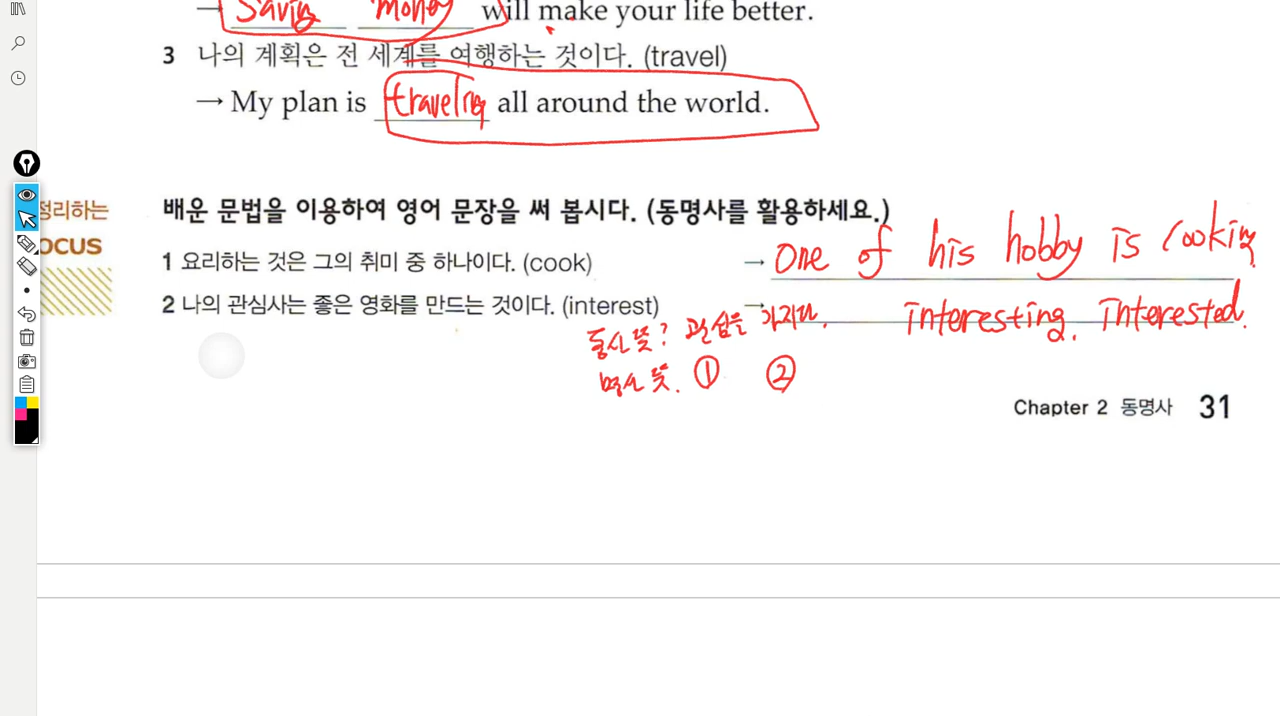 → Saving money will make your life better.
3 나의 계획은 전 세계를 여행하는 것이다. (travel)
→ My plan is traveling all around the world.
정리하는
OCUS
배운 문법을 이용하여 영어 문장을 써 봅시다. (동명사를 활용하세요.)
1 요리하는 것은 그의 취미 중 하나이다. (cook) → One of his hobby is cooking
2 나의 관심사는 좋은 영화를 만드는 것이다. (interest) → interesting. interested.
동사 뜻? 관심을 가지다.
명사 뜻. ① ②
Chapter 2 동명사 31